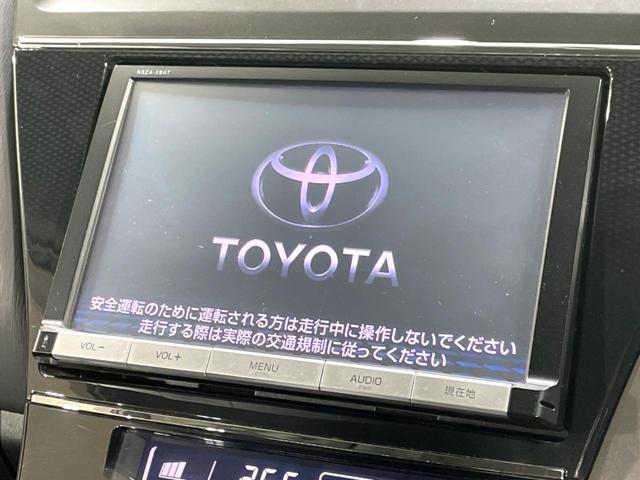 NSZA-X64T
TOYOTA
安全運転のために運転される方は走行中に操作しないでください
走行する際は実際の交通規制に従ってください
VOL−
VOL+
MENU
AUDIO
現在地